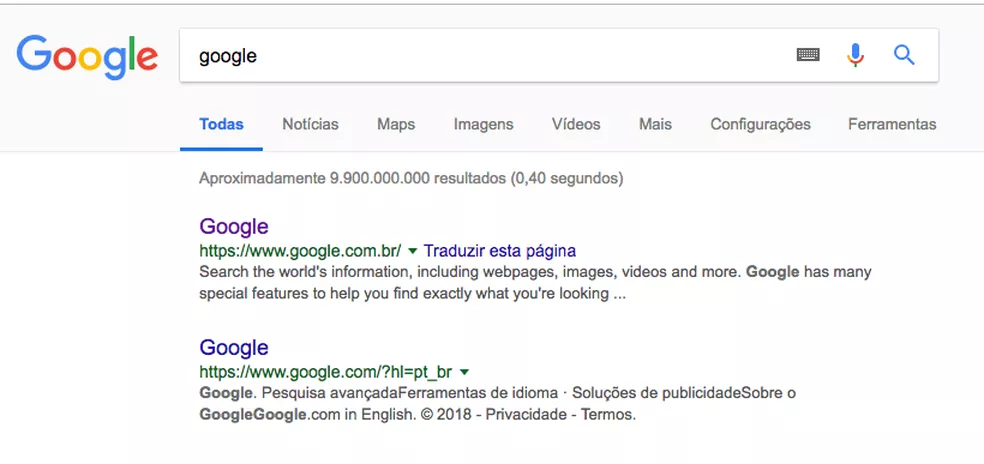 Google
google
Todas Notícias Maps Imagens Vídeos Mais Configurações Ferramentas
Aproximadamente 9.900.000.000 resultados (0,40 segundos)
Google
https://www.google.com.br/ Traduzir esta página
Search the world's information, including webpages, images, videos and more. Google has many
special features to help you find exactly what you're looking ...
Google
https://www.google.com/?hl=pt_br
Google. Pesquisa avançadaFerramentas de idioma · Soluções de publicidadeSobre o
GoogleGoogle.com in English. © 2018 - Privacidade - Termos.